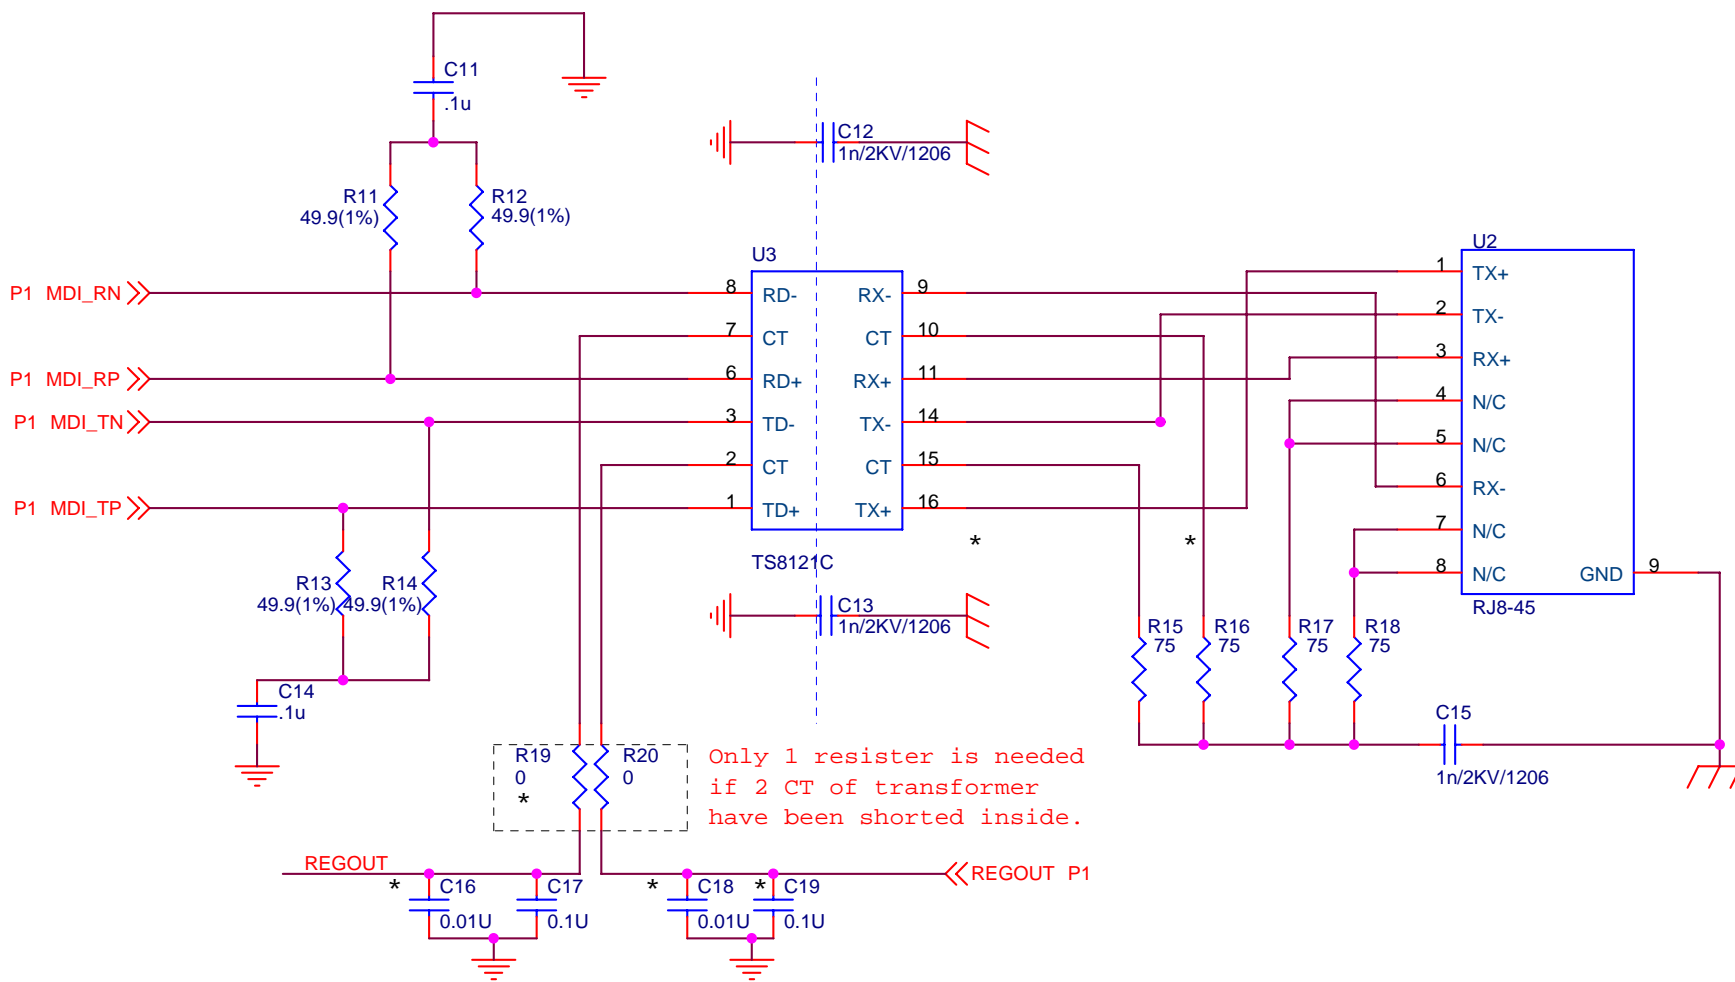 C11
.1u
C12
1n/2KV/1206
R11
49.9(1%)
R12
49.9(1%)
U3
U2
P1 MDI_RN
8 RD-
RX- 9
1 TX+
7 CT
CT 10
2 TX-
P1 MDI_RP
6 RD+
RX+ 11
3 RX+
P1 MDI_TN
3 TD-
TX- 14
4 N/C
5 N/C
2 CT
CT 15
6 RX-
P1 MDI_TP
1 TD+
TX+ 16
7 N/C
8 N/C
GND 9
*
*
TS8121C
RJ8-45
R13
49.9(1%)
R14
49.9(1%)
C13
1n/2KV/1206
R15
75
R16
75
R17
75
R18
75
C14
.1u
C15
1n/2KV/1206
R19
0
*
R20
0
Only 1 resister is needed
if 2 CT of transformer
have been shorted inside.
REGOUT
REGOUT P1
*
C16
0.01U
C17
0.1U
*
C18
0.01U
*
C19
0.1U